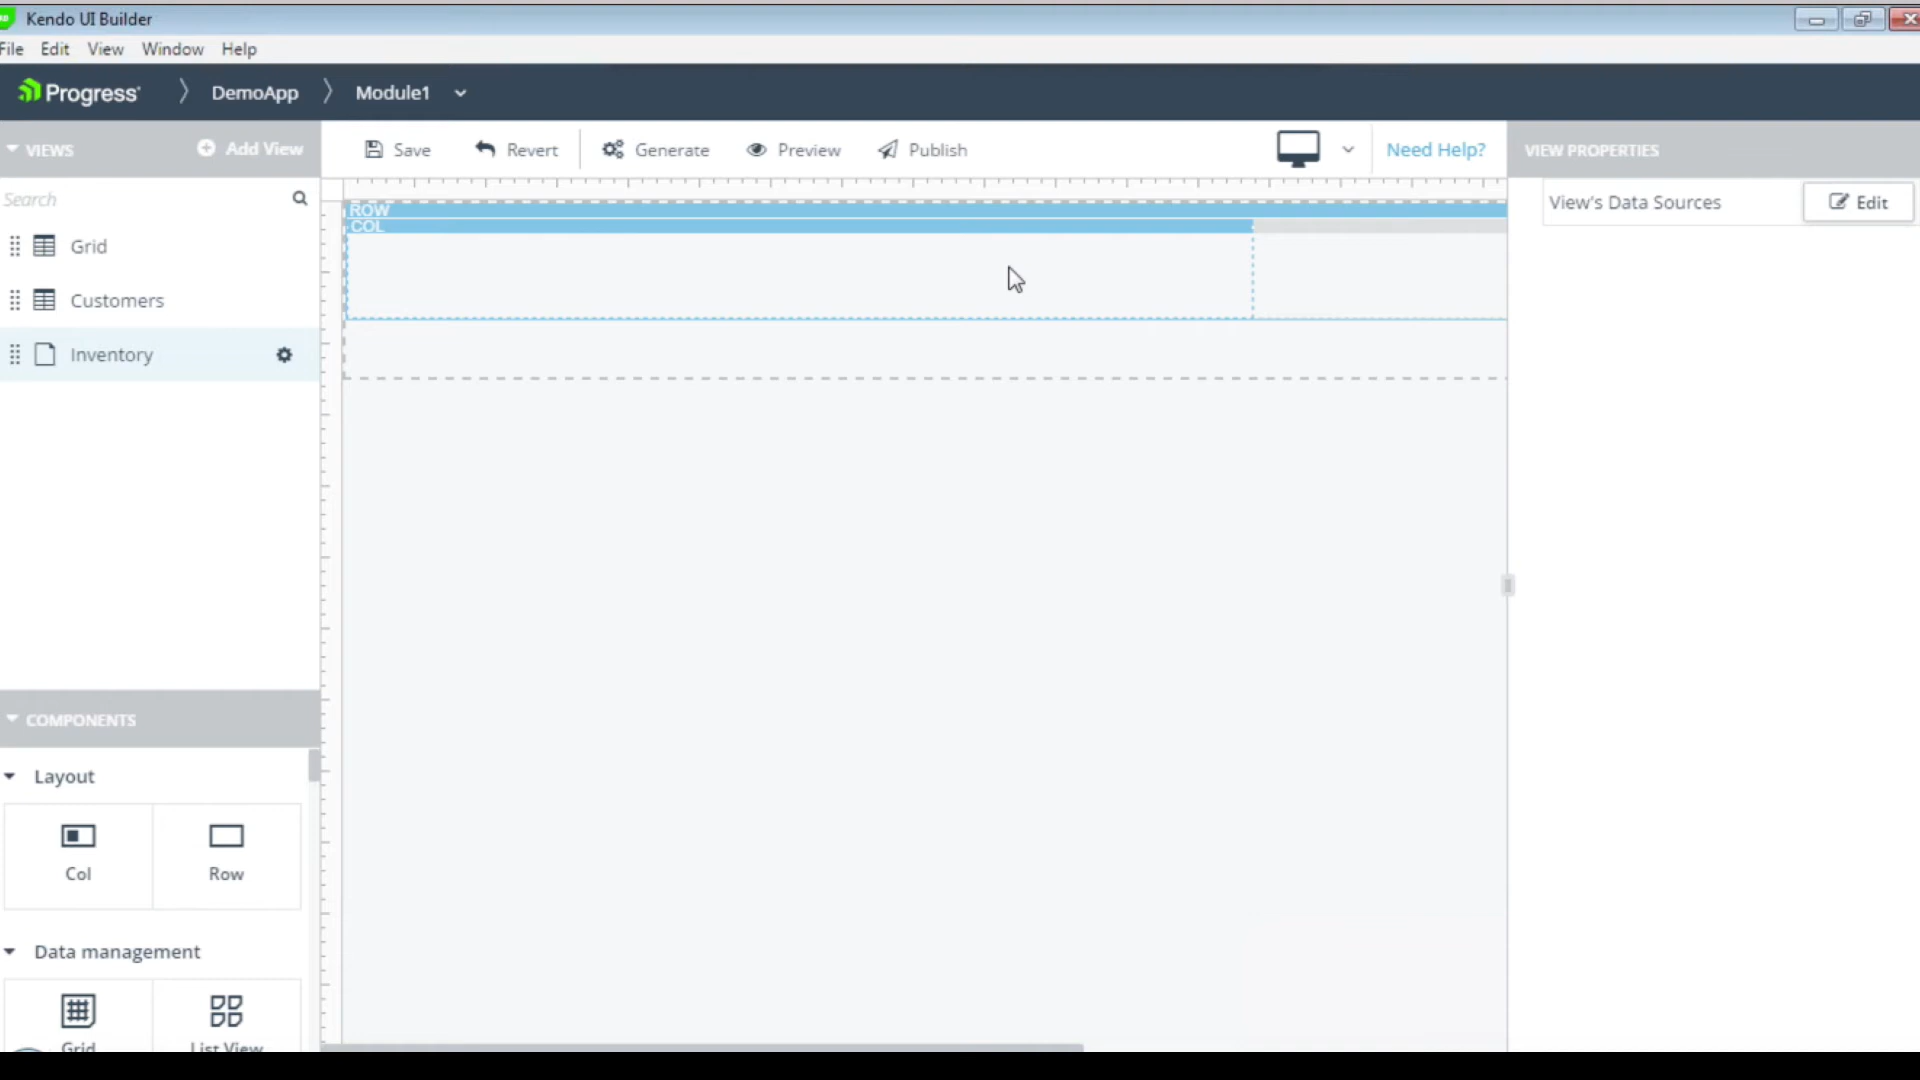 Kendo UI Builder
File Edit View Window Help
Progress DemoApp Module1
VIEWS Add View
Save Revert Generate Preview Publish Need Help?
VIEW PROPERTIES
Search
View's Data Sources Edit
ROW
COL
Grid
Customers
Inventory
COMPONENTS
Layout
Col Row
Data management
Grid List View